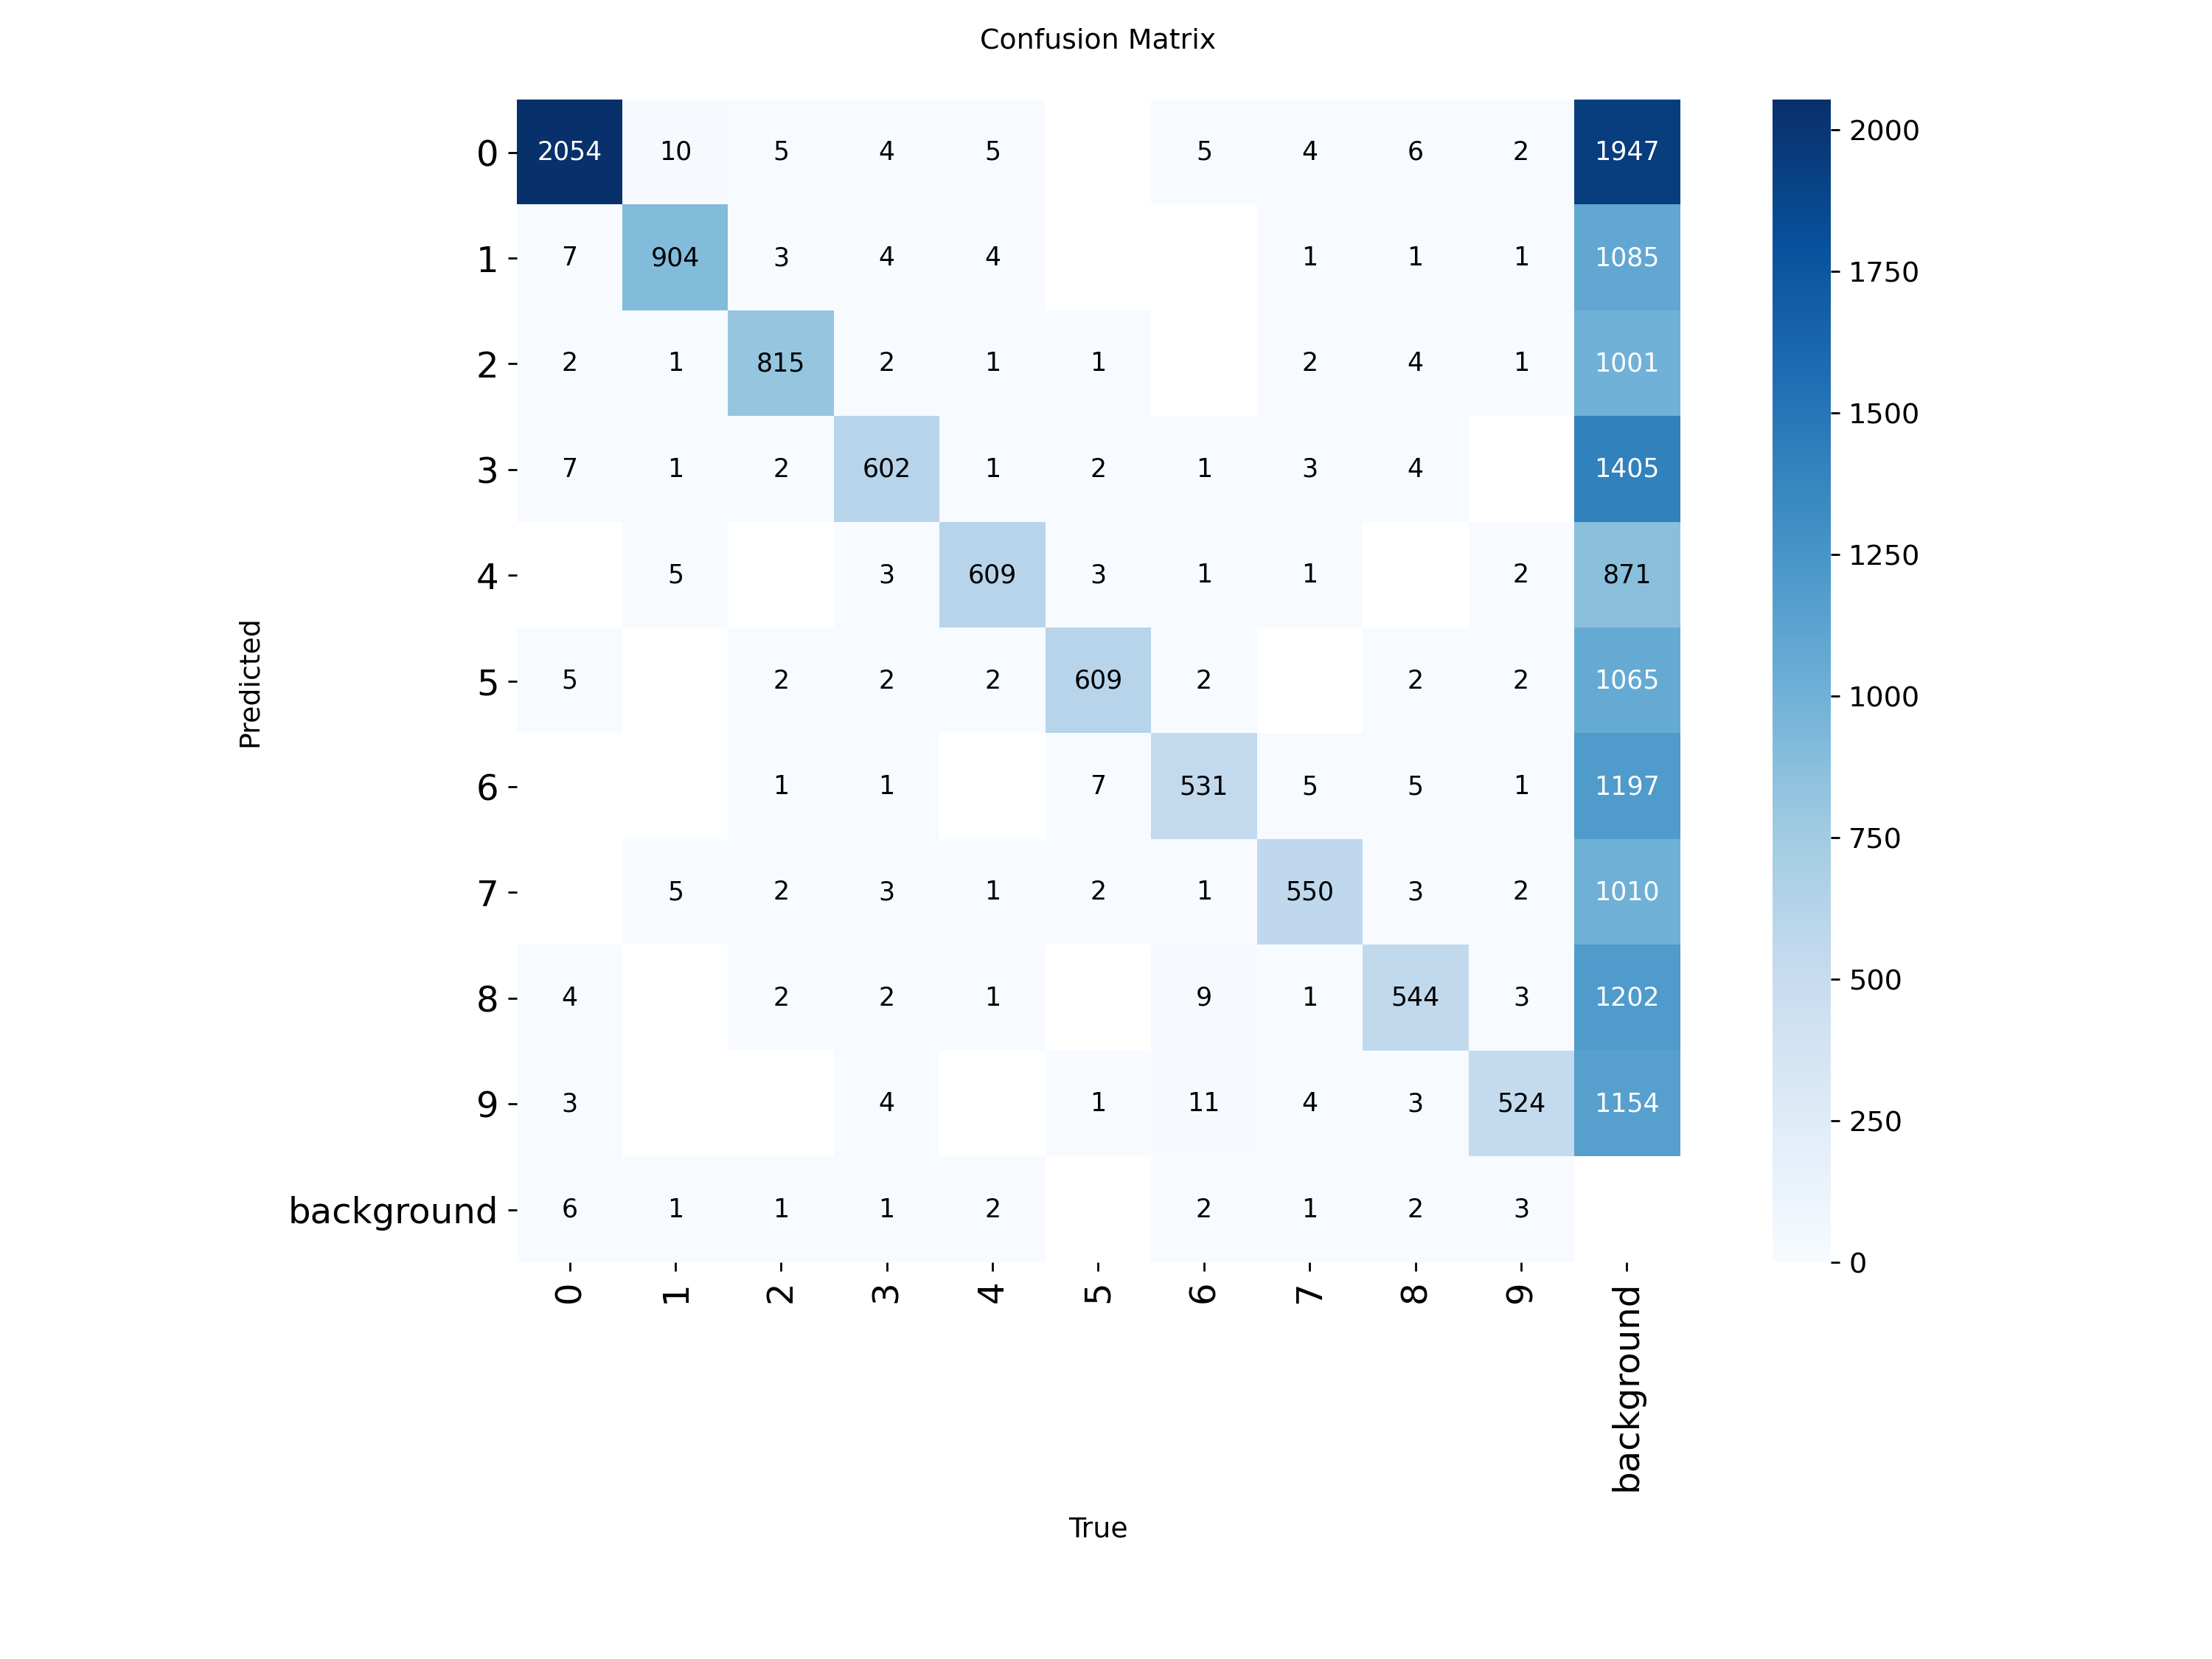 Confusion Matrix
0 2054 10 5 4 5 5 4 6 2 1947
1 7 904 3 4 4 1 1 1 1085
2 2 1 815 2 1 1 2 4 1 1001
3 7 1 2 602 1 2 1 3 4 1405
4 5 3 609 3 1 1 2 871
5 5 2 2 2 609 2 2 2 1065
6 1 1 7 531 5 5 1 1197
7 5 2 3 1 2 1 550 3 2 1010
8 4 2 2 1 9 1 544 3 1202
9 3 4 1 11 4 3 524 1154
background 6 1 1 1 2 2 1 2 3
0 1 2 3 4 5 6 7 8 9 background
True
Predicted
2000
1750
1500
1250
1000
750
500
250
0